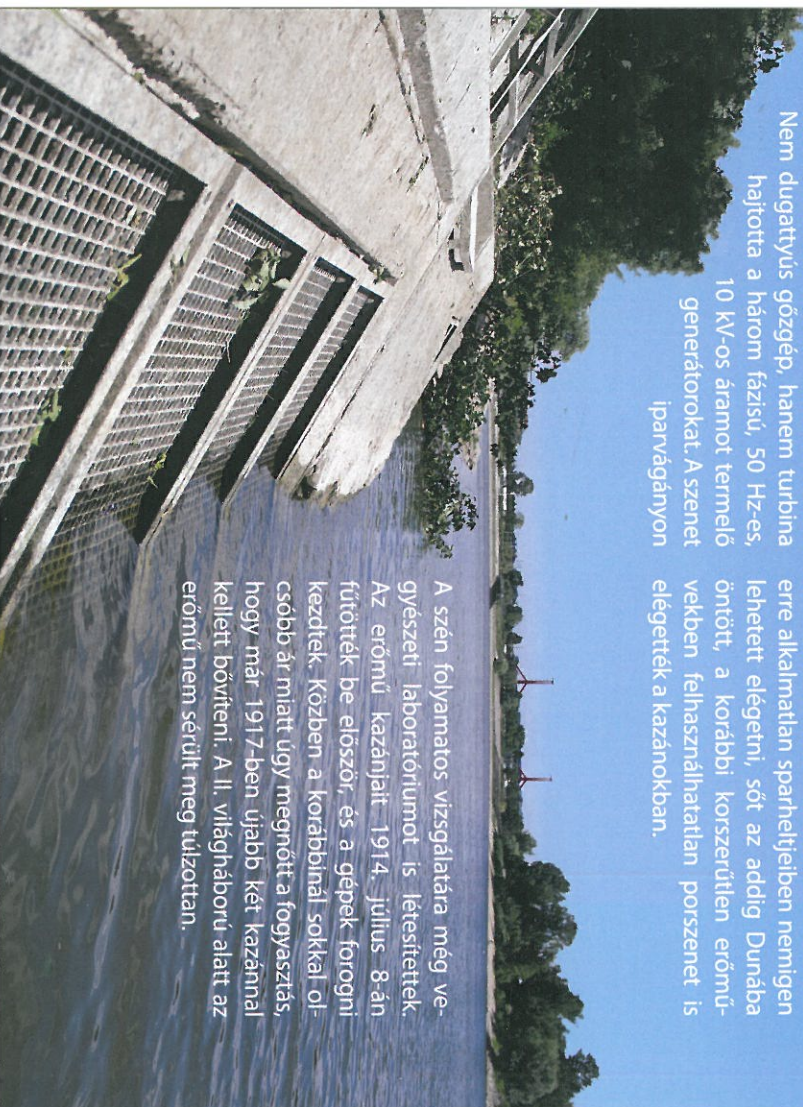 Nem dugattyús gőzgép, hanem turbina
hajtotta a három fázisú, 50 Hz-es,
10 kV-os áramot termelő
generátorokat. A szenet
iparvágányon
erre alkalmatlan sparheltjeiben nemigen
lehetett elégetni, sőt az addig Dunába
öntött, a korábbi korszerűtlen erőmű-
vekben felhasználhatatlan porszenet is
elégették a kazánokban.
A szén folyamatos vizsgálatára még ve-
gyészeti laboratóriumot is létesítettek.
Az erőmű kazánjait 1914. július 8-án
fűtötték be először, és a gépek forogni
kezdtek. Közben a korábbinál sokkal ol-
csóbb ár miatt úgy megnőtt a fogyasztás,
hogy már 1917-ben újabb két kazánnal
kellett bővíteni. A II. világháború alatt az
erőmű nem sérült meg túlzottan.